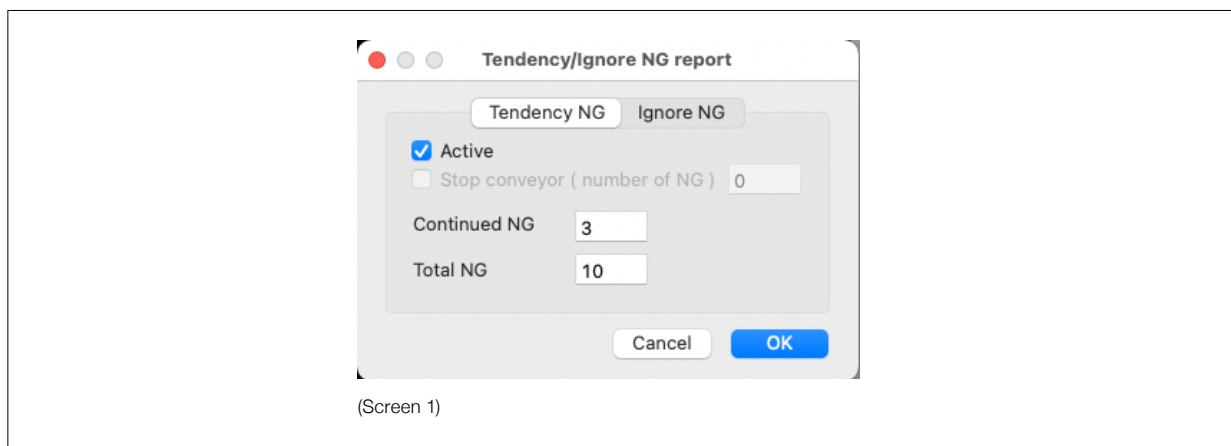 Tendency/Ignore NG report
Tendency NG Ignore NG
Active
Stop conveyor ( number of NG ) 0
Continued NG 3
Total NG 10
Cancel OK
(Screen 1)